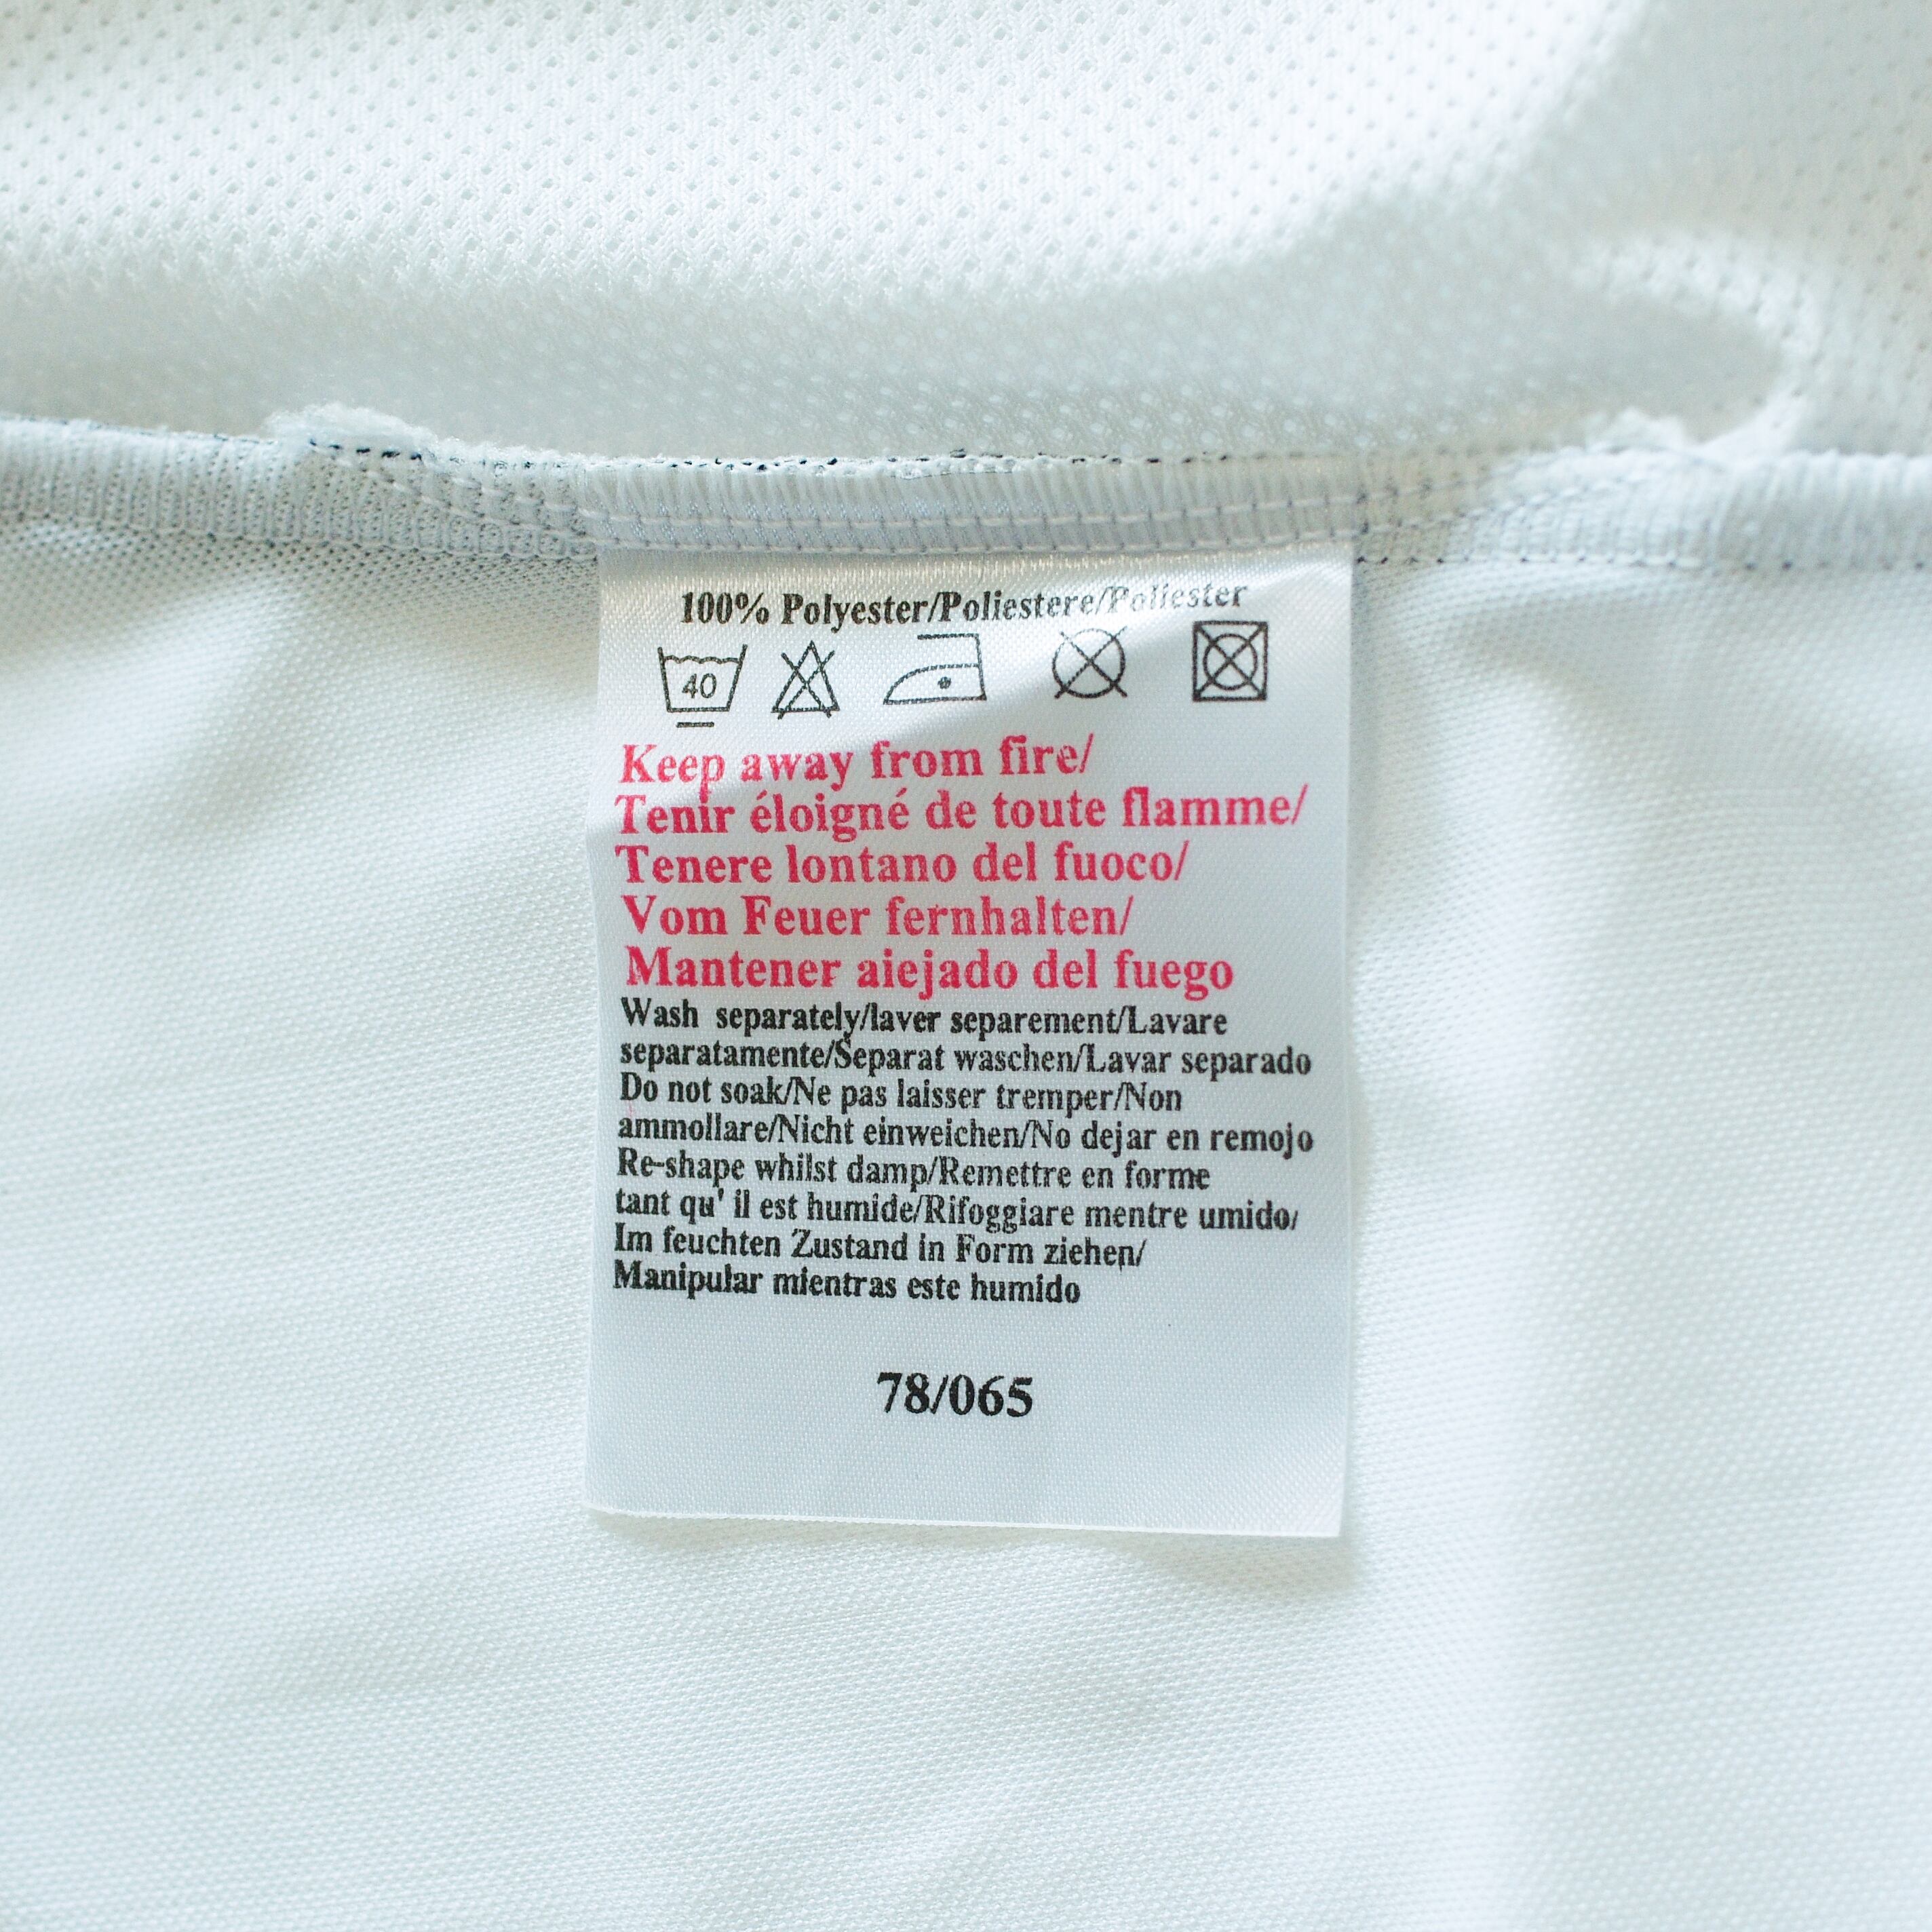 100% Polyester/Poliestere/Poliester
40
Keep away from fire/
Tenir éloigné de toute flamme/
Tenere lontano del fuoco/
Vom Feuer fernhalten/
Mantener aiejado del fuego
Wash separately/laver separement/Lavare
separatamente/Separat waschen/Lavar separado
Do not soak/Ne pas laisser tremper/Non
ammollare/Nicht einweichen/No dejar en remojo
Re-shape whilst damp/Remettre en forme
tant qu' il est humide/Rifoggiare mentre umido/
Im feuchten Zustand in Form ziehen/
Manipular mientras este humido
78/065